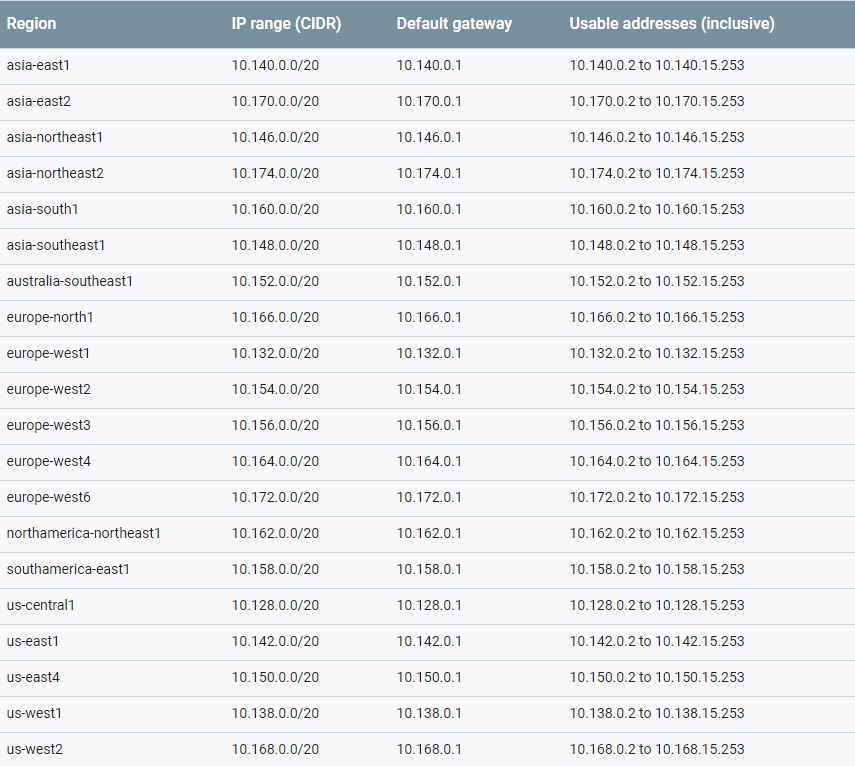 Region IP range (CIDR) Default gateway Usable addresses (inclusive)
asia-east1 10.140.0.0/20 10.140.0.1 10.140.0.2 to 10.140.15.253
asia-east2 10.170.0.0/20 10.170.0.1 10.170.0.2 to 10.170.15.253
asia-northeast1 10.146.0.0/20 10.146.0.1 10.146.0.2 to 10.146.15.253
asia-northeast2 10.174.0.0/20 10.174.0.1 10.174.0.2 to 10.174.15.253
asia-south1 10.160.0.0/20 10.160.0.1 10.160.0.2 to 10.160.15.253
asia-southeast1 10.148.0.0/20 10.148.0.1 10.148.0.2 to 10.148.15.253
australia-southeast1 10.152.0.0/20 10.152.0.1 10.152.0.2 to 10.152.15.253
europe-north1 10.166.0.0/20 10.166.0.1 10.166.0.2 to 10.166.15.253
europe-west1 10.132.0.0/20 10.132.0.1 10.132.0.2 to 10.132.15.253
europe-west2 10.154.0.0/20 10.154.0.1 10.154.0.2 to 10.154.15.253
europe-west3 10.156.0.0/20 10.156.0.1 10.156.0.2 to 10.156.15.253
europe-west4 10.164.0.0/20 10.164.0.1 10.164.0.2 to 10.164.15.253
europe-west6 10.172.0.0/20 10.172.0.1 10.172.0.2 to 10.172.15.253
northamerica-northeast1 10.162.0.0/20 10.162.0.1 10.162.0.2 to 10.162.15.253
southamerica-east1 10.158.0.0/20 10.158.0.1 10.158.0.2 to 10.158.15.253
us-central1 10.128.0.0/20 10.128.0.1 10.128.0.2 to 10.128.15.253
us-east1 10.142.0.0/20 10.142.0.1 10.142.0.2 to 10.142.15.253
us-east4 10.150.0.0/20 10.150.0.1 10.150.0.2 to 10.150.15.253
us-west1 10.138.0.0/20 10.138.0.1 10.138.0.2 to 10.138.15.253
us-west2 10.168.0.0/20 10.168.0.1 10.168.0.2 to 10.168.15.253